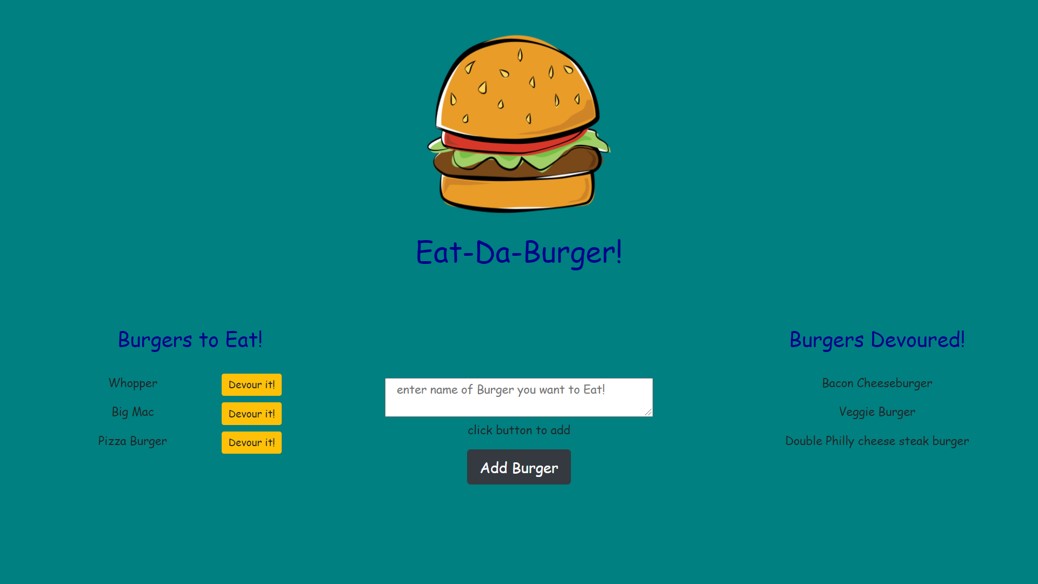 Eat-Da-Burger!
Burgers to Eat!
Whopper
Devour it!
Big Mac
Devour it!
Pizza Burger
Devour it!
enter name of Burger you want to Eat!
click button to add
Add Burger
Burgers Devoured!
Bacon Cheeseburger
Veggie Burger
Double Philly cheese steak burger